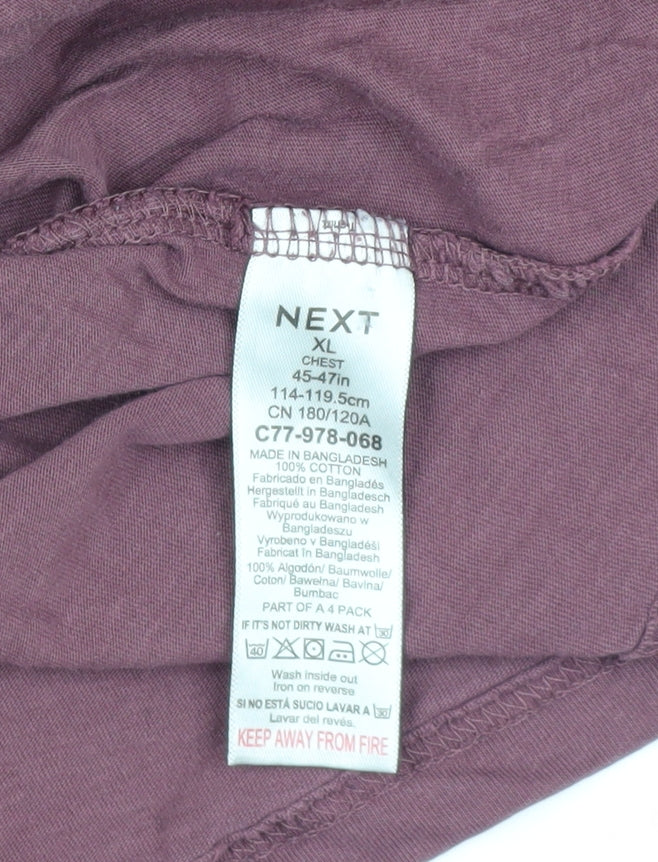 NEXT
XL
CHEST
45-47in
114-119.5cm
CN 180/120A
C77-978-068
MADE IN BANGLADESH
100% COTTON
Fabricado en Bangladés
Hergestellt in Bangladesch
Fabriqué au Bangladesh
Wyprodukowano w
Bangladeszu
Vyrobeno v Bangladéši
Fabricat în Bangladesh
100% Algodón/ Baumwolle/
Coton/ Bawełna/ Bavlna/
Bumbac
PART OF A 4 PACK
IF IT'S NOT DIRTY WASH AT 30
40
Wash inside out
Iron on reverse
SI NO ESTÁ SUCIO LAVAR A 30
Lavar del revés.
KEEP AWAY FROM FIRE